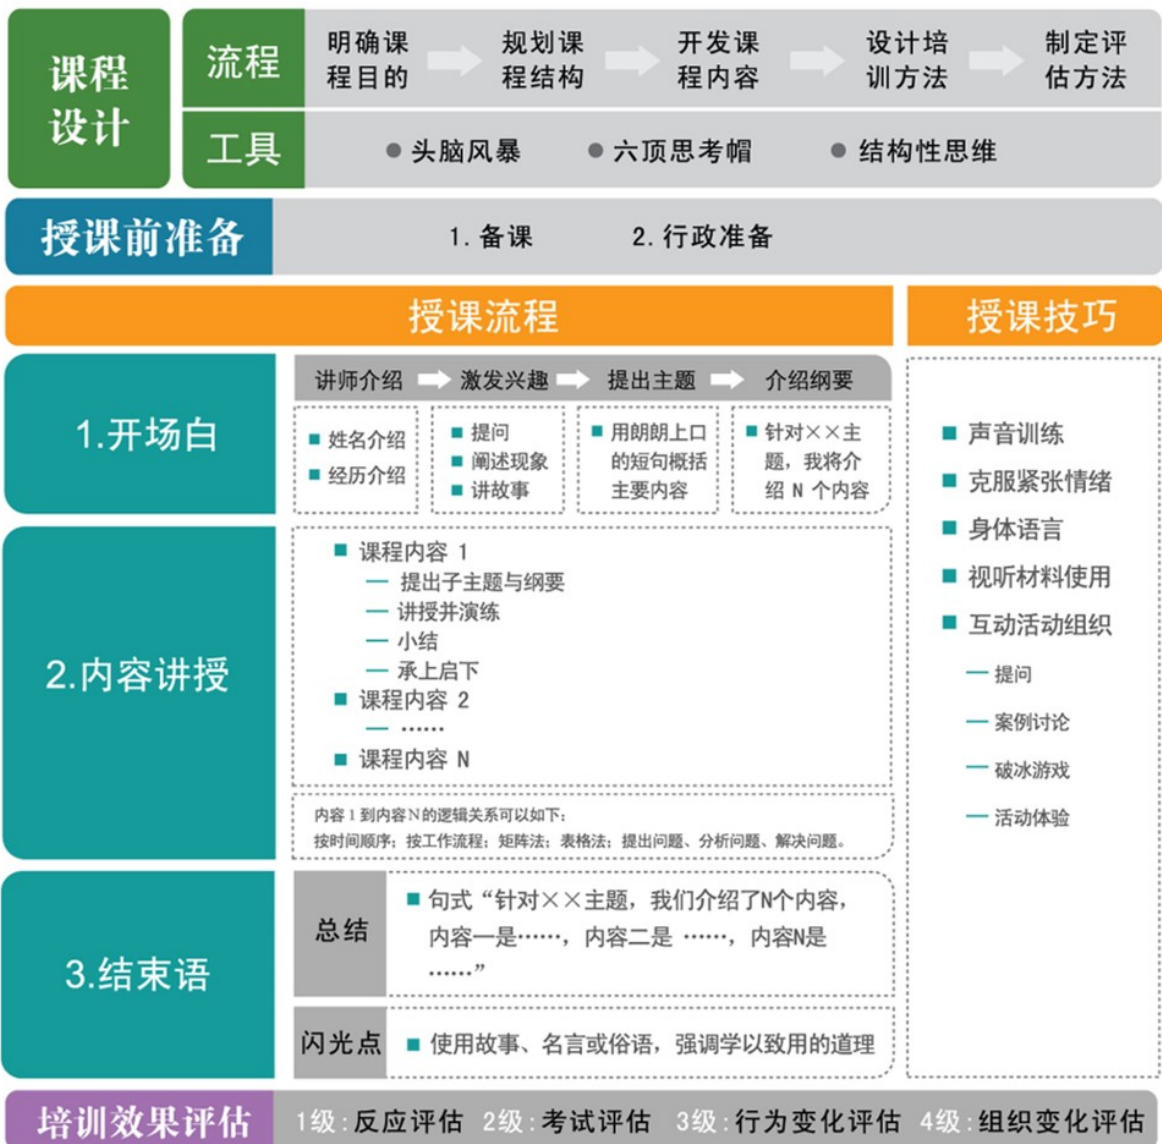 课程
设计
流程
明确课
程目的
规划课
程结构
开发课
程内容
设计培
训方法
制定评
估方法
工具
● 头脑风暴 ● 六顶思考帽 ● 结构性思维
授课前准备
1. 备课 2. 行政准备
授课流程
授课技巧
1.开场白
讲师介绍 激发兴趣 提出主题 介绍纲要
■ 姓名介绍
■ 经历介绍
■ 提问
■ 阐述现象
■ 讲故事
■ 用朗朗上口
的短句概括
主要内容
■ 针对××主
题，我将介
绍 N 个内容
2.内容讲授
■ 课程内容 1
— 提出子主题与纲要
— 讲授并演练
— 小结
— 承上启下
■ 课程内容 2
— ……
■ 课程内容 N
内容 1 到内容N的逻辑关系可以如下：
按时间顺序；按工作流程；矩阵法；表格法；提出问题、分析问题、解决问题。
3.结束语
总结
■ 句式“针对××主题，我们介绍了N个内容，
内容一是……，内容二是 ……，内容N是
……”
闪光点
■ 使用故事、名言或俗语，强调学以致用的道理
■ 声音训练
■ 克服紧张情绪
■ 身体语言
■ 视听材料使用
■ 互动活动组织
— 提问
— 案例讨论
— 破冰游戏
— 活动体验
培训效果评估
1级：反应评估 2级：考试评估 3级：行为变化评估 4级：组织变化评估